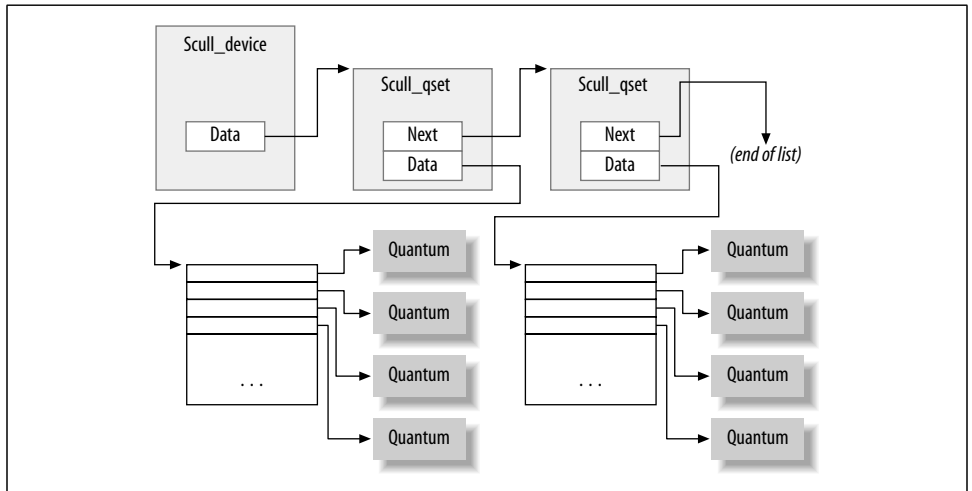 Scull_device
Data
Scull_qset
Next
Data
Scull_qset
Next
Data
(end of list)
Quantum
Quantum
Quantum
Quantum
. . .
Quantum
Quantum
Quantum
Quantum
. . .